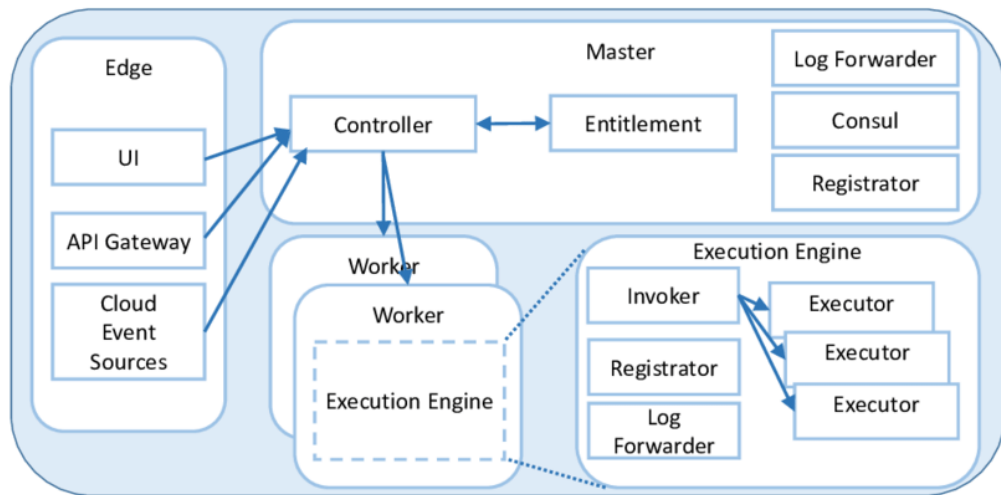 Edge
UI
API Gateway
Cloud
Event
Sources
Master
Controller
Entitlement
Log Forwarder
Consul
Registrator
Worker
Worker
Execution Engine
Execution Engine
Invoker
Registrator
Log
Forwarder
Executor
Executor
Executor